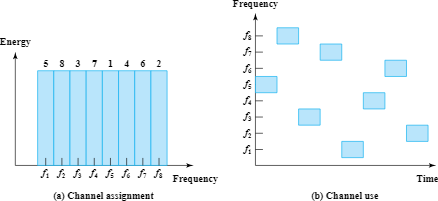 Energy
5 8 3 7 1 4 6 2
f1 f2 f3 f4 f5 f6 f7 f8
Frequency
(a) Channel assignment
Frequency
f8
f7
f6
f5
f4
f3
f2
f1
Time
(b) Channel use